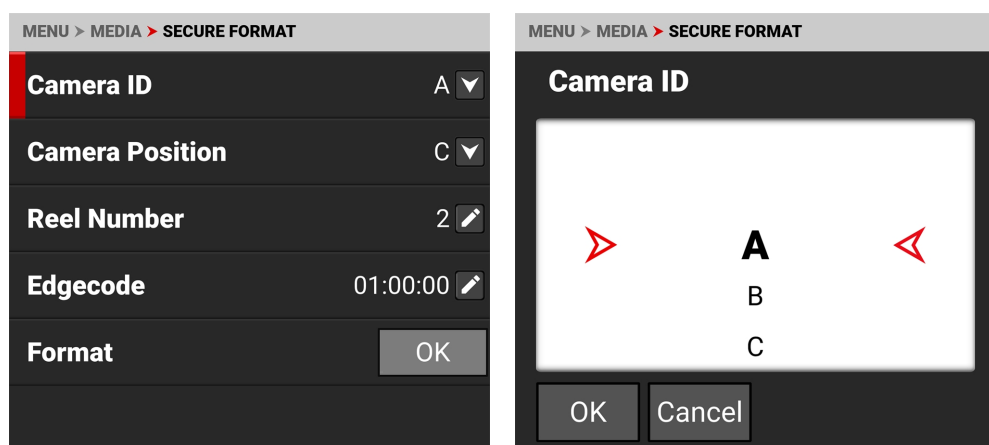 MENU > MEDIA > SECURE FORMAT
Camera ID A
Camera Position C
Reel Number 2
Edgecode 01:00:00
Format OK
MENU > MEDIA > SECURE FORMAT
Camera ID
A
B
C
OK Cancel